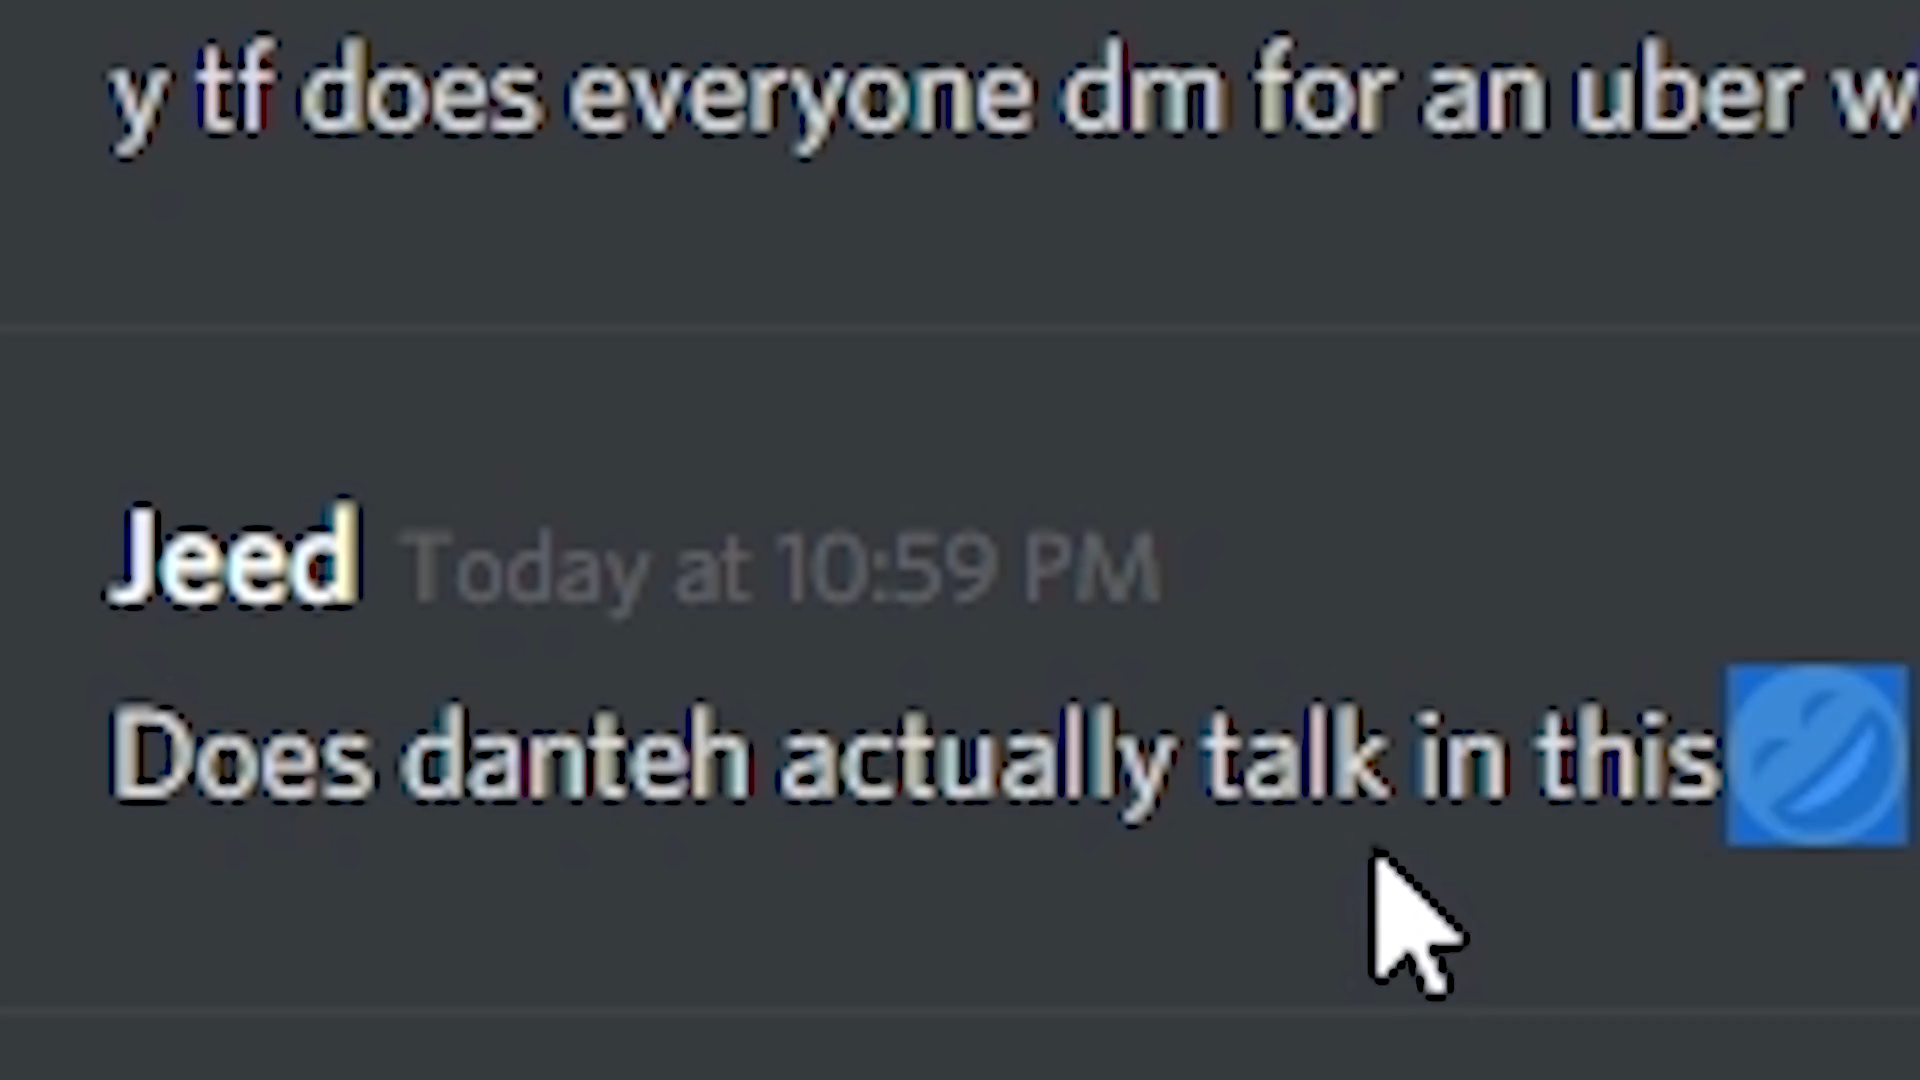 y tf does everyone dm for an uber w
Jeed Today at 10:59 PM
Does danteh actually talk in this🤣